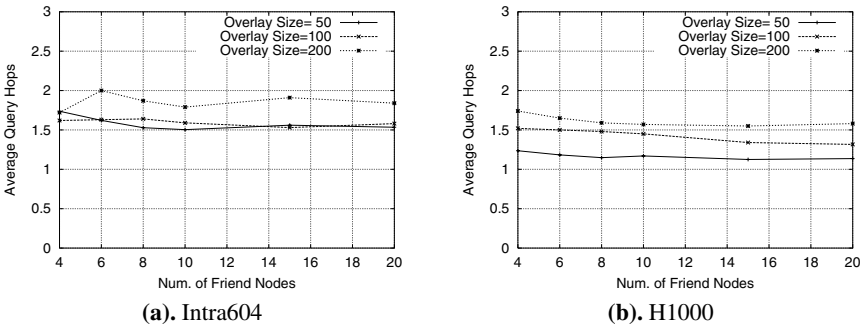 3
2.5
2
1.5
1
0.5
0
Average Query Hops
Overlay Size= 50
Overlay Size=100
Overlay Size=200
4 6 8 10 12 14 16 18 20
Num. of Friend Nodes
(a). Intra604
3
2.5
2
1.5
1
0.5
0
Average Query Hops
Overlay Size= 50
Overlay Size=100
Overlay Size=200
4 6 8 10 12 14 16 18 20
Num. of Friend Nodes
(b). H1000